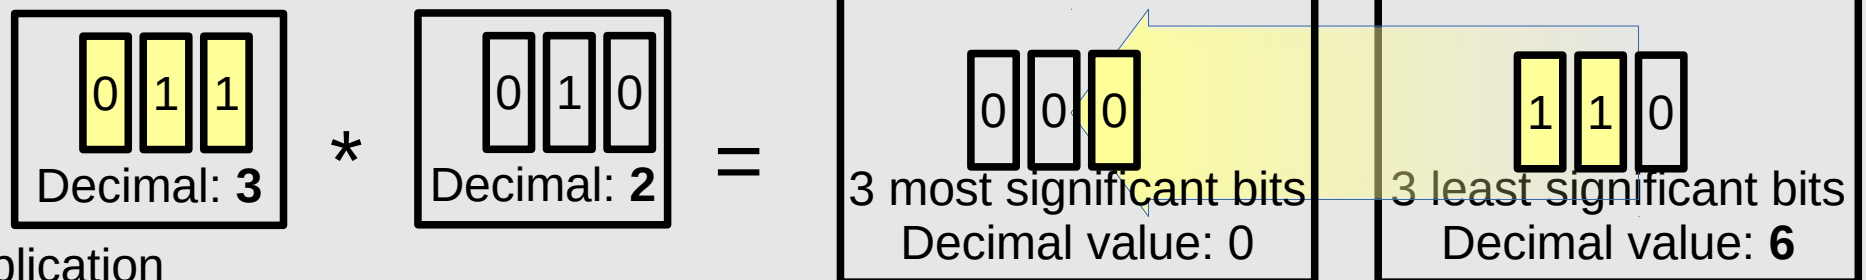 0 1 1
Decimal: 3
*
0 1 0
Decimal: 2
=
0 0 0
3 most significant bits
Decimal value: 0
1 1 0
3 least significant bits
Decimal value: 6